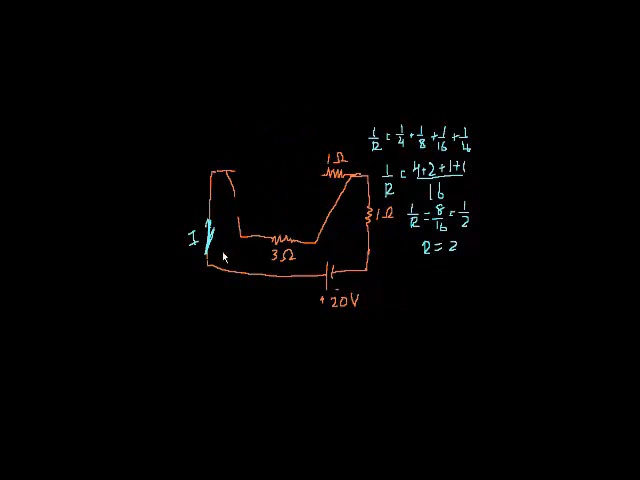 1/R = 1/4 + 1/8 + 1/16 + 1/16
1Ω
1/R = 4+2+1+1/16
1Ω
1/R = 8/16 = 1/2
I
R = 2
3Ω
+ - 20V